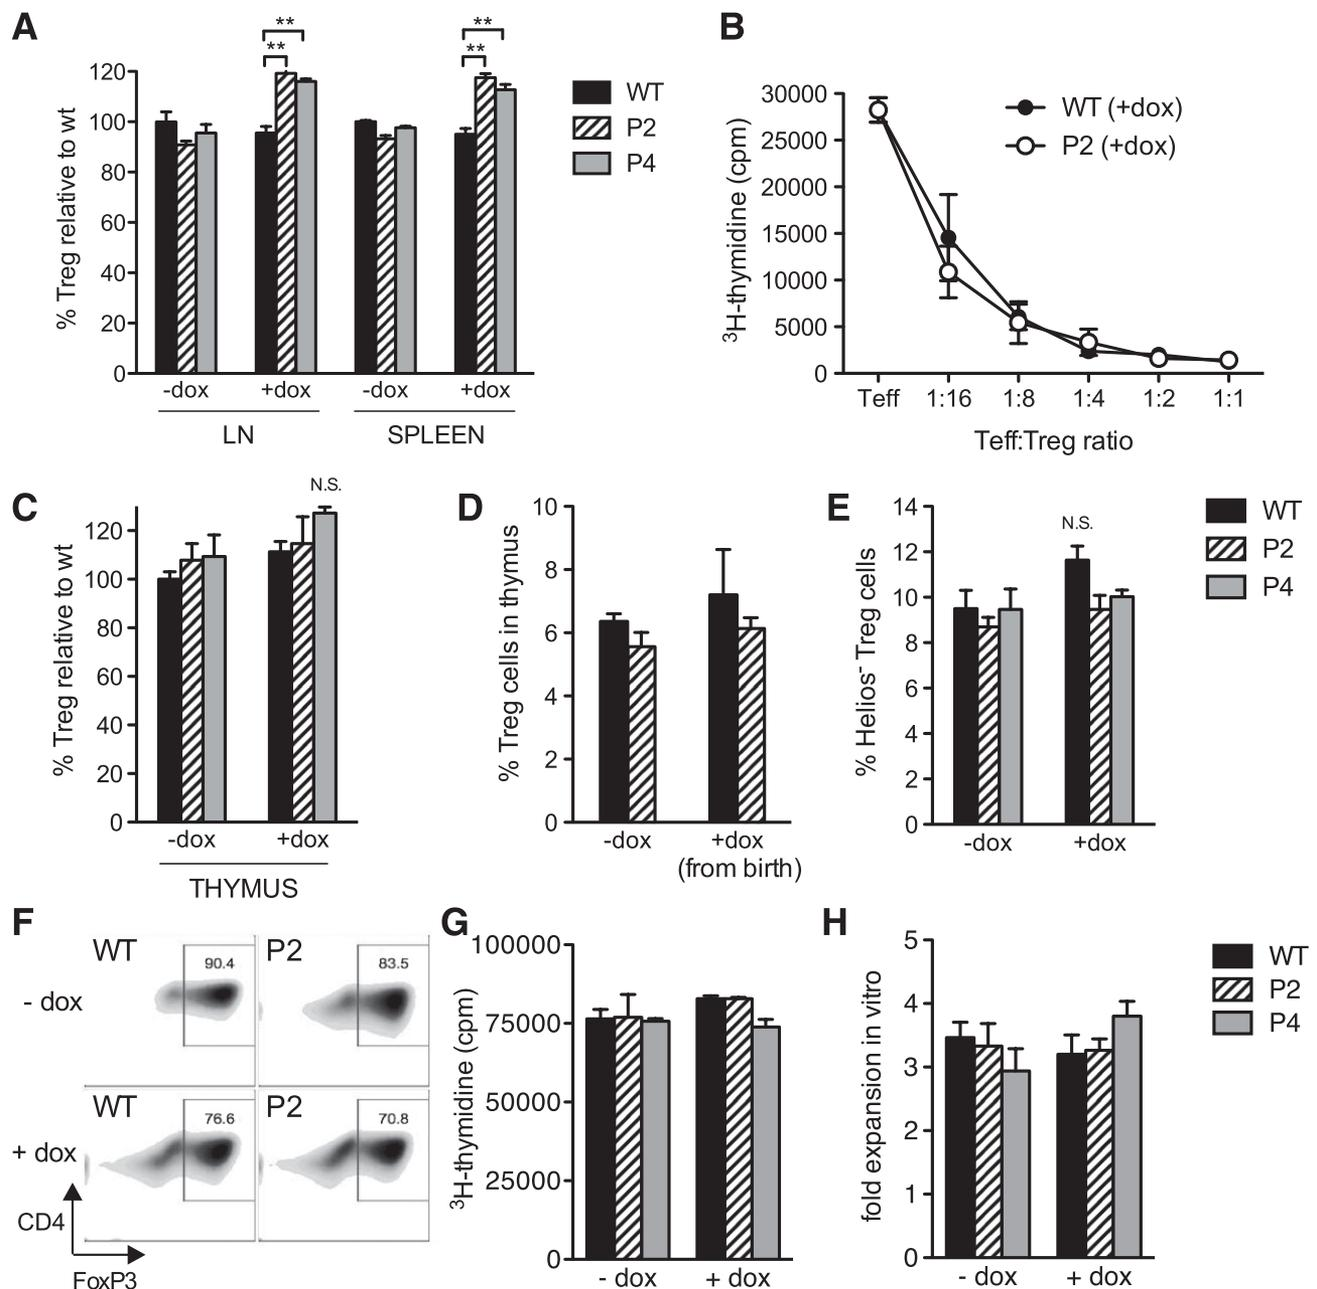 A
% Treg relative to wt
120
100
80
60
40
20
0
**
**
**
**
-dox
+dox
-dox
+dox
LN
SPLEEN
WT
P2
P4
B
³H-thymidine (cpm)
30000
25000
20000
15000
10000
5000
0
WT (+dox)
P2 (+dox)
Teff
1:16
1:8
1:4
1:2
1:1
Teff:Treg ratio
C
% Treg relative to wt
120
100
80
60
40
20
0
N.S.
-dox
+dox
THYMUS
D
% Treg cells in thymus
10
8
6
4
2
0
-dox
+dox
(from birth)
E
% Helios⁻ Treg cells
14
12
10
8
6
4
2
0
N.S.
-dox
+dox
WT
P2
P4
F
WT
90.4
P2
83.5
- dox
WT
76.6
P2
70.8
+ dox
CD4
FoxP3
G
³H-thymidine (cpm)
100000
75000
50000
25000
0
- dox
+ dox
H
fold expansion in vitro
5
4
3
2
1
0
- dox
+ dox
WT
P2
P4